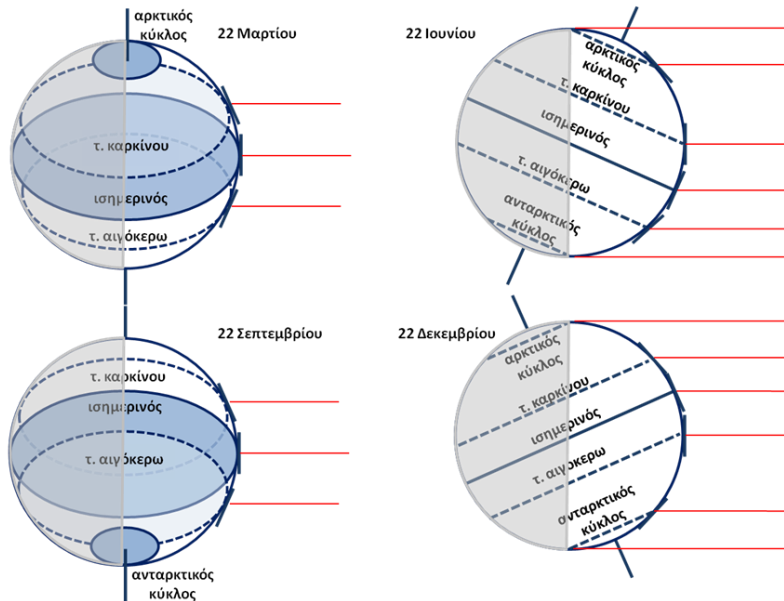 αρκτικός
κύκλος
22 Μαρτίου
τ. καρκίνου
ισημερινός
τ. αιγόκερω
22 Ιουνίου
αρκτικός
κύκλος
τ. καρκίνου
ισημερινός
τ. αιγόκερω
ανταρκτικός
κύκλος
22 Σεπτεμβρίου
τ. καρκίνου
ισημερινός
τ. αιγόκερω
ανταρκτικός
κύκλος
22 Δεκεμβρίου
αρκτικός
κύκλος
τ. καρκίνου
ισημερινός
τ. αιγοκερω
ανταρκτικός
κύκλος